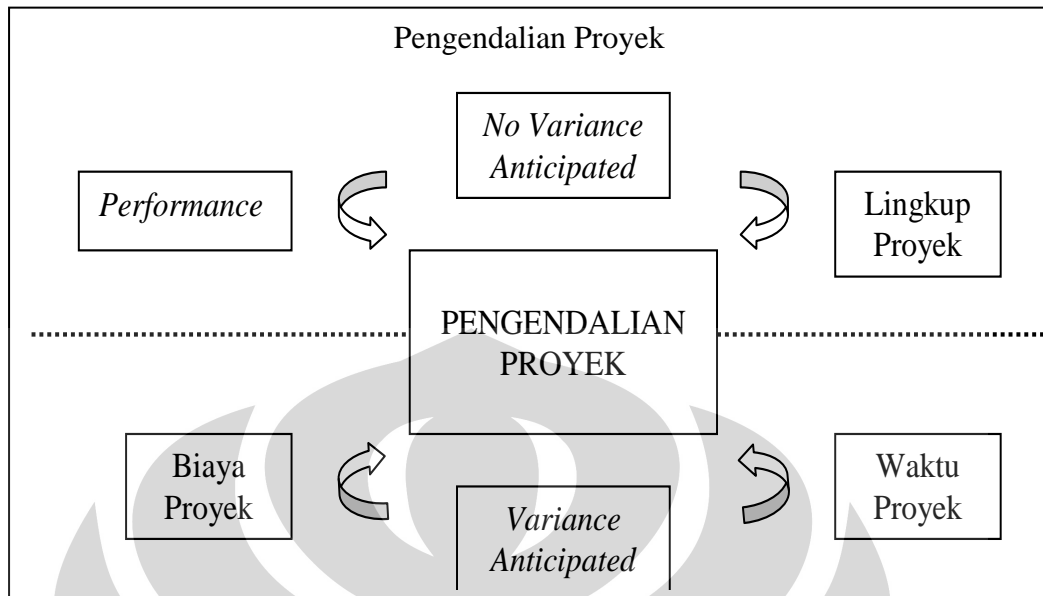 Pengendalian Proyek
No Variance
Anticipated
Performance
Lingkup
Proyek
PENGENDALIAN
PROYEK
Biaya
Proyek
Waktu
Proyek
Variance
Anticipated